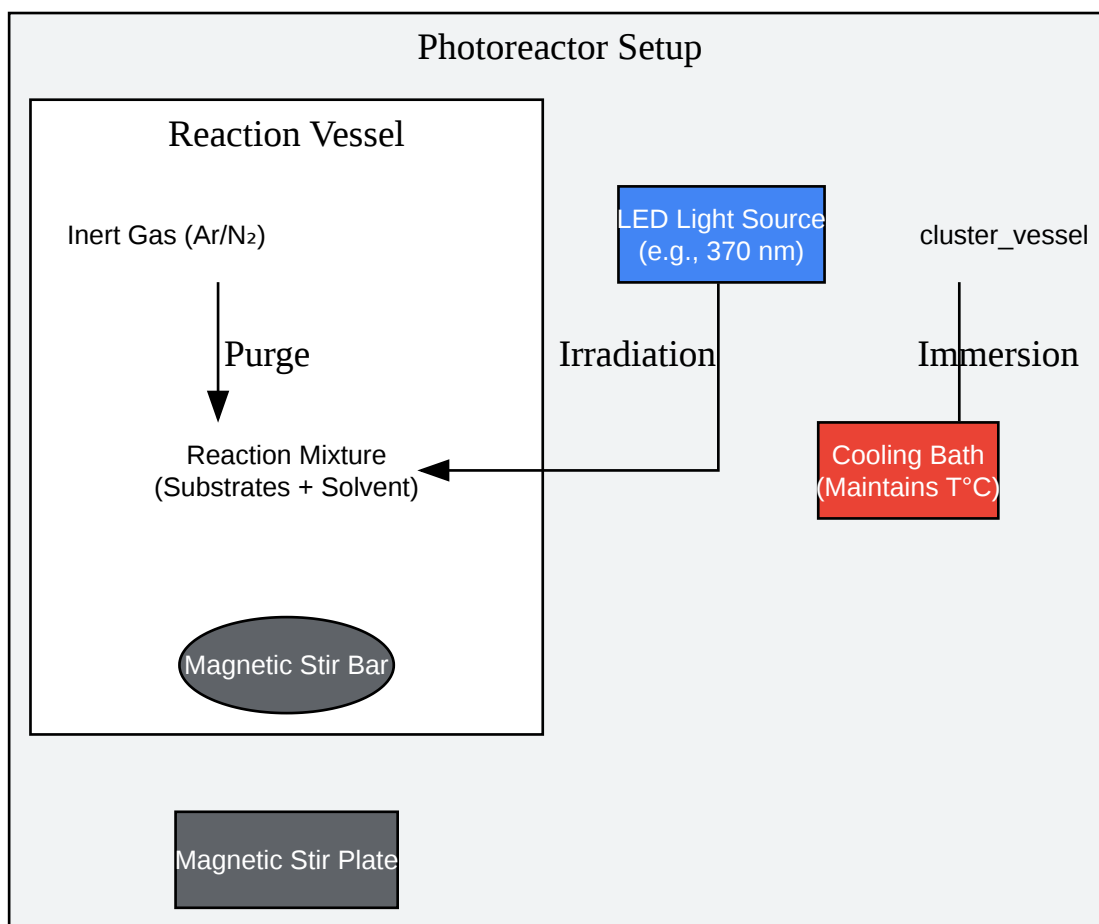 Photoreactor Setup
Reaction Vessel
Inert Gas (Ar/N₂)
LED Light Source
(e.g., 370 nm)
cluster_vessel
Purge
Irradiation
Immersion
Reaction Mixture
(Substrates + Solvent)
Cooling Bath
(Maintains T°C)
Magnetic Stir Bar
Magnetic Stir Plate